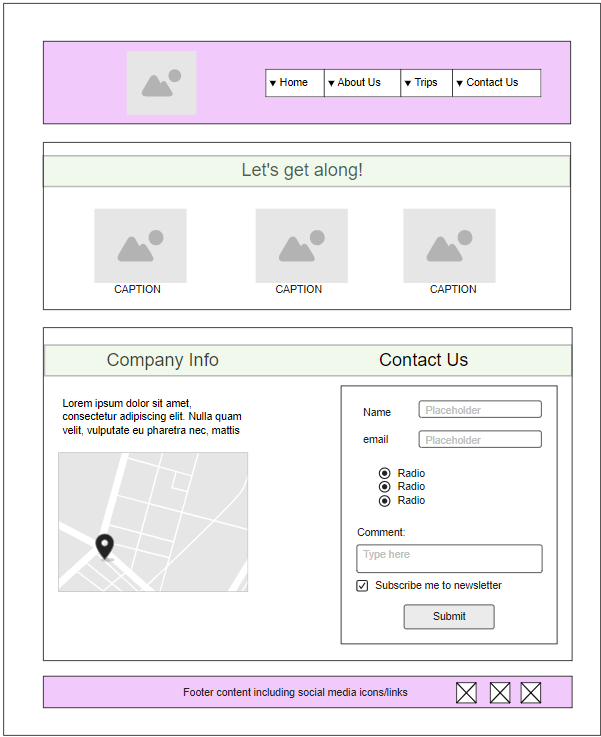 Home
About Us
Trips
Contact Us
Let's get along!
CAPTION
CAPTION
CAPTION
Company Info
Lorem ipsum dolor sit amet,
consectetur adipiscing elit. Nulla quam
velit, vulputate eu pharetra nec, mattis
Contact Us
Name
Placeholder
email
Placeholder
Radio
Radio
Radio
Comment:
Type here
Subscribe me to newsletter
Submit
Footer content including social media icons/links